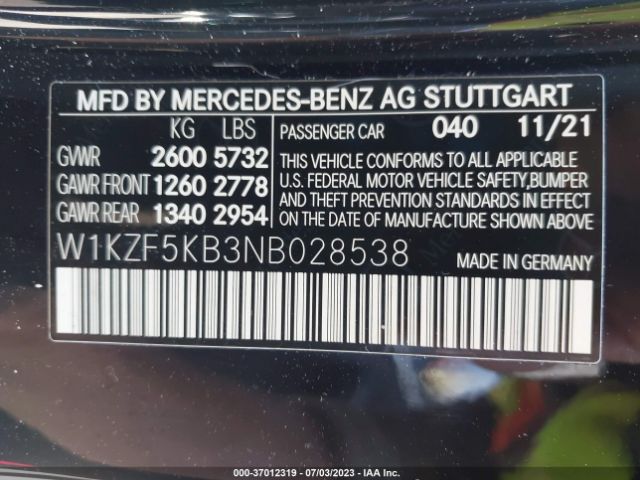 MFD BY MERCEDES-BENZ AG STUTTGART
KG LBS
GVWR 2600 5732
GAWR FRONT 1260 2778
GAWR REAR 1340 2954
PASSENGER CAR 040 11/21
THIS VEHICLE CONFORMS TO ALL APPLICABLE
U.S. FEDERAL MOTOR VEHICLE SAFETY,BUMPER
AND THEFT PREVENTION STANDARDS IN EFFECT
ON THE DATE OF MANUFACTURE SHOWN ABOVE
W1KZF5KB3NB028538 MADE IN GERMANY
000-37012319 / 07/03/2023 - IAA Inc.